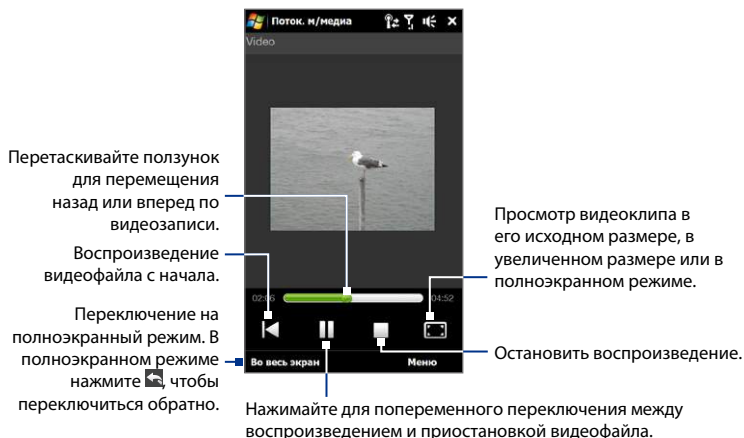 Поток. м/медиа
Video
Перетаскивайте ползунок
для перемещения
назад или вперед по
видеозаписи.
Воспроизведение
видеофайла с начала.
Переключение на
полноэкранный режим. В
полноэкранном режиме
нажмите , чтобы
переключиться обратно.
02:06
04:52
Во весь экран
Меню
Просмотр видеоклипа в
его исходном размере, в
увеличенном размере или в
полноэкранном режиме.
Остановить воспроизведение.
Нажимайте для попеременного переключения между
воспроизведением и приостановкой видеофайла.